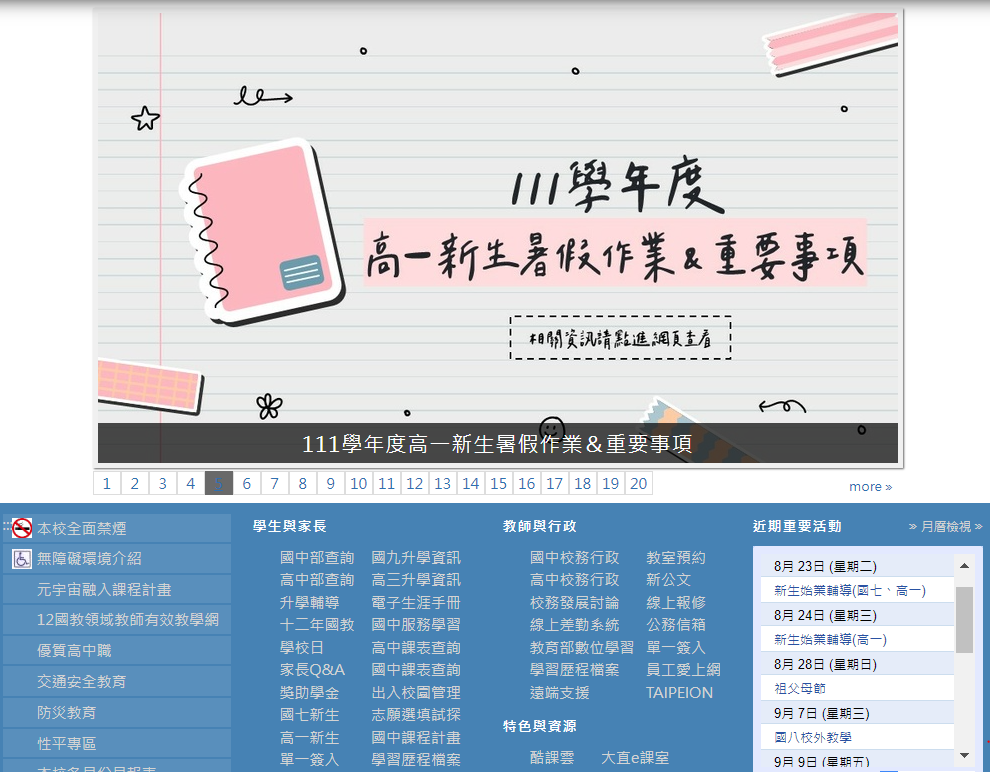 111學年度
高一新生暑假作業&重要事項
相關資訊請點進網頁查看
111學年度高一新生暑假作業＆重要事項
1 2 3 4 5 6 7 8 9 10 11 12 13 14 15 16 17 18 19 20
more »
本校全面禁煙
無障礙環境介紹
元宇宙融入課程計畫
12國教領域教師有效教學網
優質高中職
交通安全教育
防災教育
性平專區
學生與家長
國中部查詢 國九升學資訊
高中部查詢 高三升學資訊
升學輔導 電子生涯手冊
十二年國教 國中服務學習
學校日 高中課表查詢
家長Q&A 國中課表查詢
獎助學金 出入校園管理
國七新生 志願選填試探
高一新生 國中課程計畫
單一簽入 學習歷程檔案
教師與行政
國中校務行政 教室預約
高中校務行政 新公文
校務發展討論 線上報修
線上差勤系統 公務信箱
教育部數位學習 單一簽入
學習歷程檔案 員工愛上網
遠端支援 TAIPEION
特色與資源
酷課雲 大直e課室
近期重要活動 » 月曆檢視 »
8月 23日 (星期二)
新生始業輔導(國七、高一)
8月 24日 (星期三)
新生始業輔導(高一)
8月 28日 (星期日)
祖父母節
9月 7日 (星期三)
國八校外教學
9月 9日 (星期五)